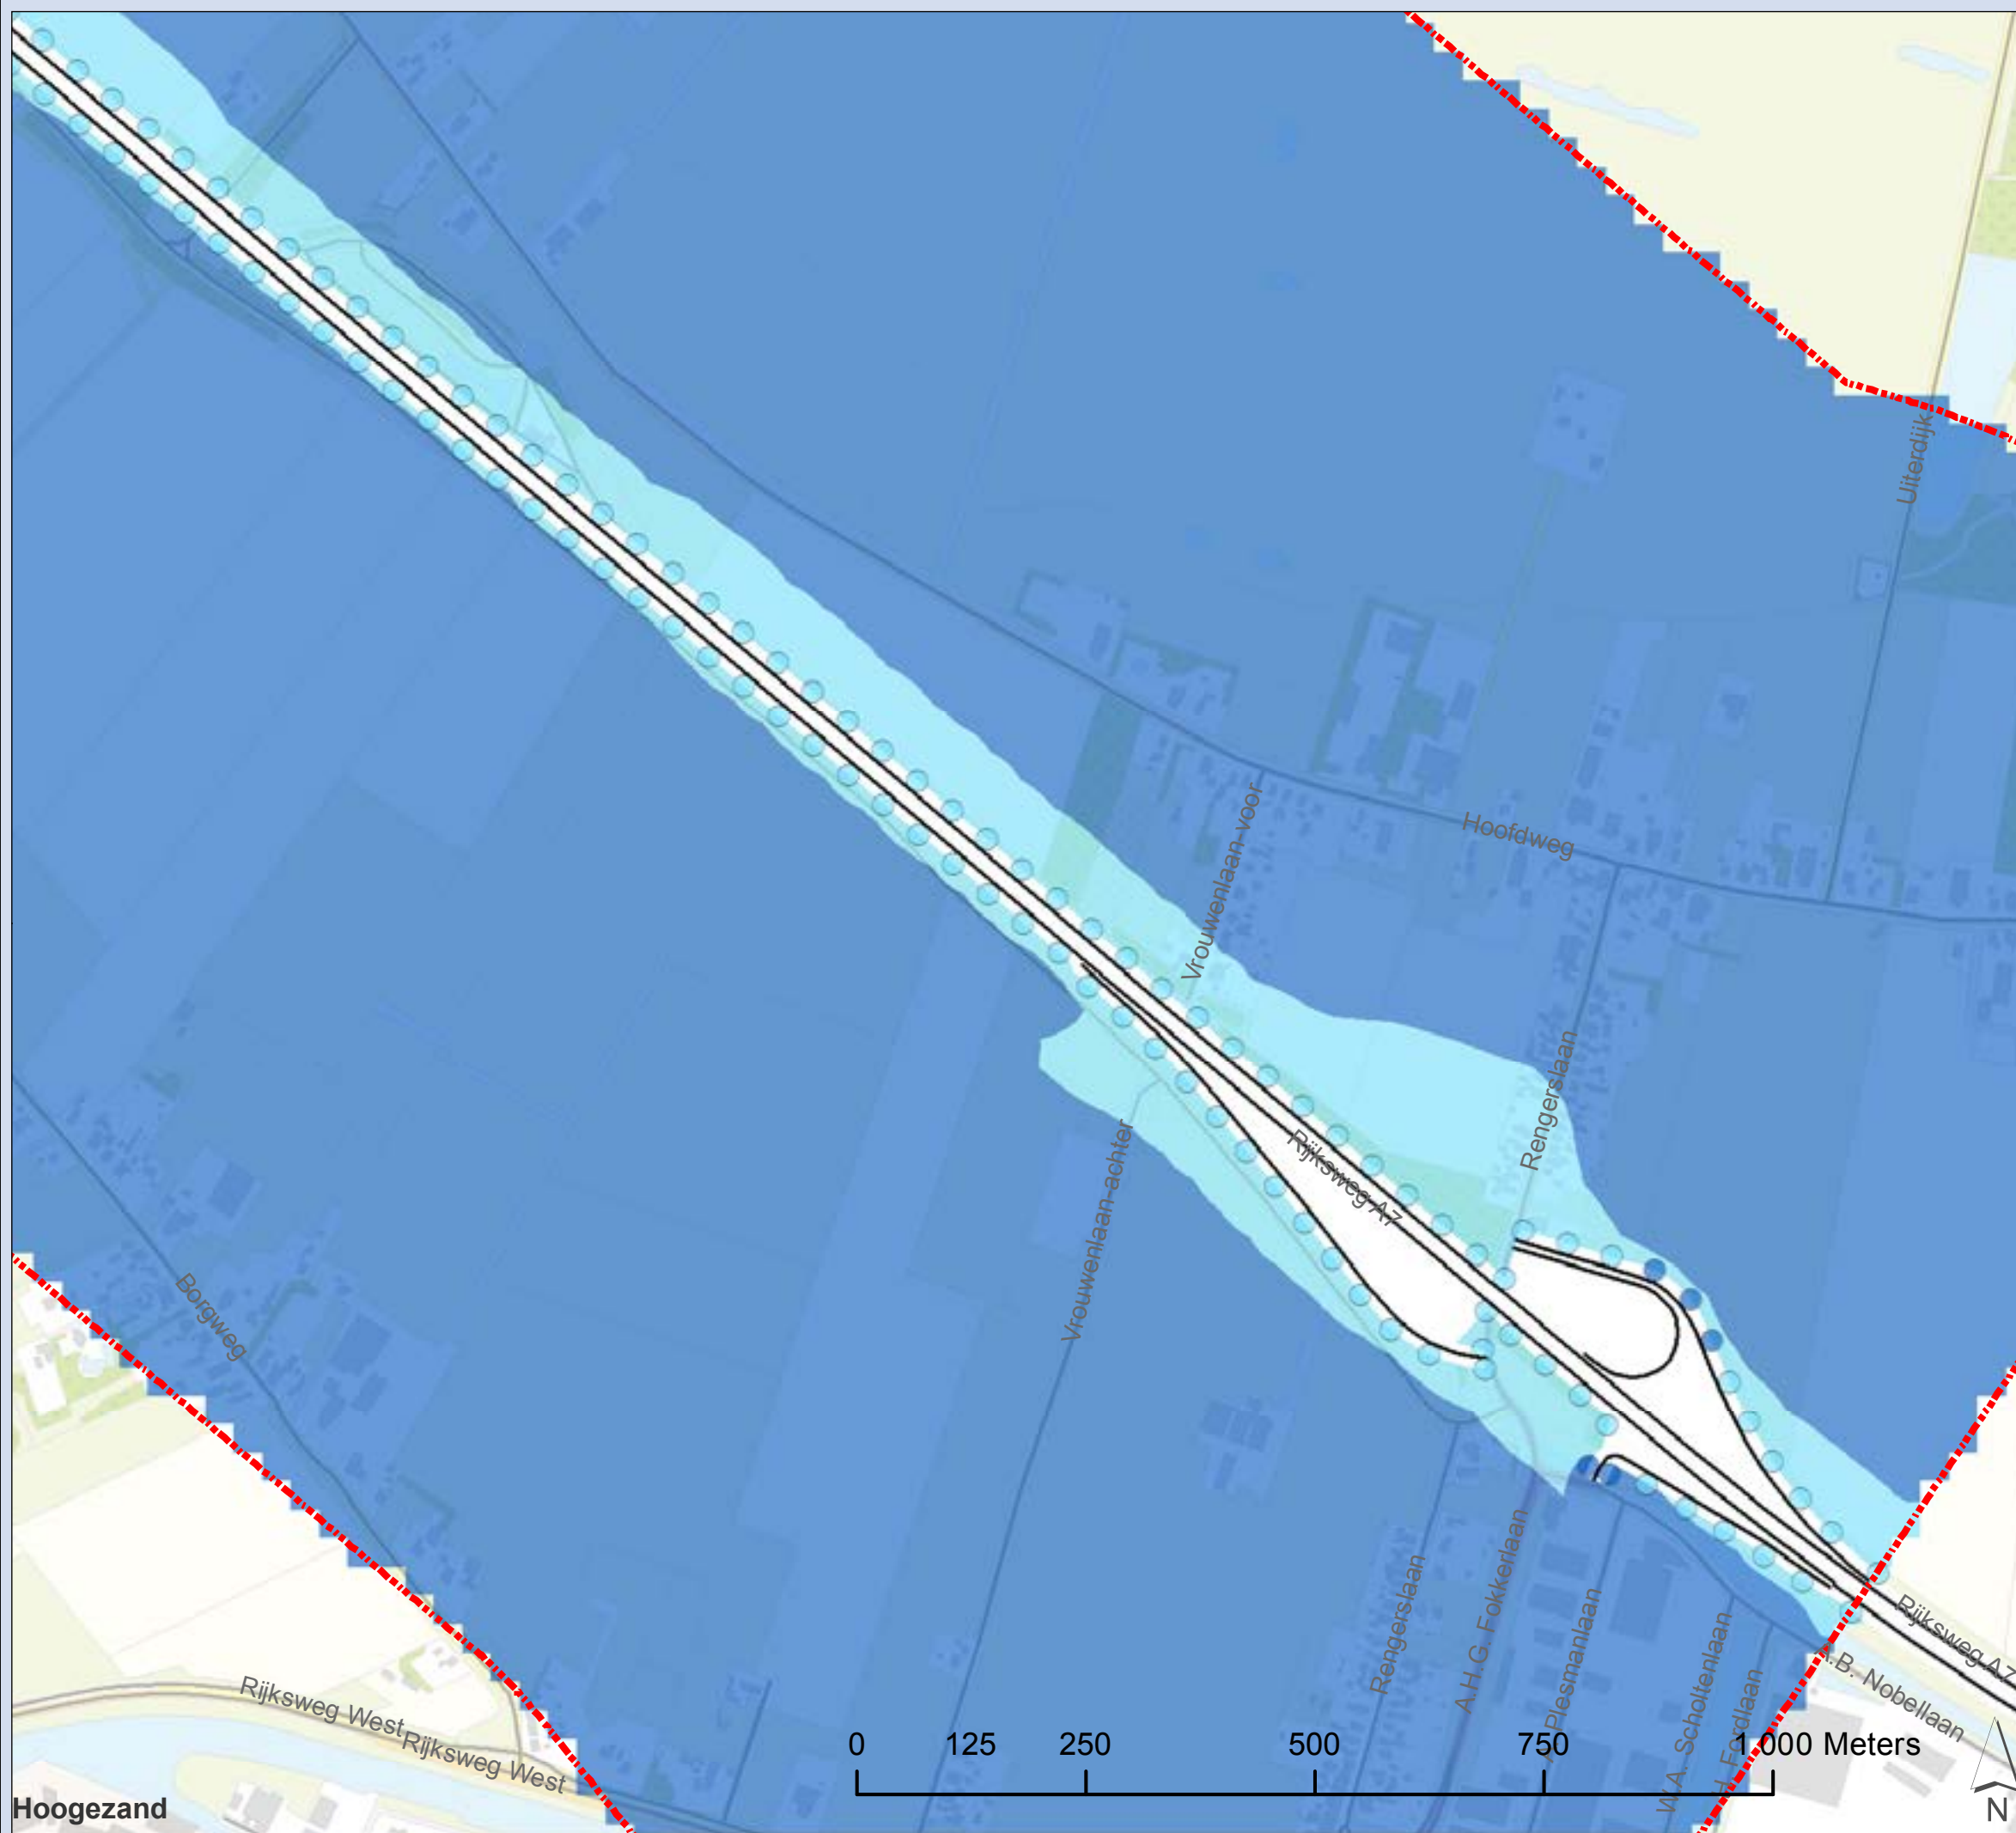 Uiterdijk
Vrouwenlaan-voor
Hoofdweg
Rengerslaan
Rijksweg A7
Vrouwenlaan-achter
Borgweg
Rengerslaan
A.H.G. Fokkerlaan
Plesmanlaan
W.A. Scholtenlaan
H. Fordlaan
Rijksweg A7
A.B. Nobellaan
Rijksweg West
Rijksweg West
0 125 250 500 750 1 000 Meters
Hoogezand
N